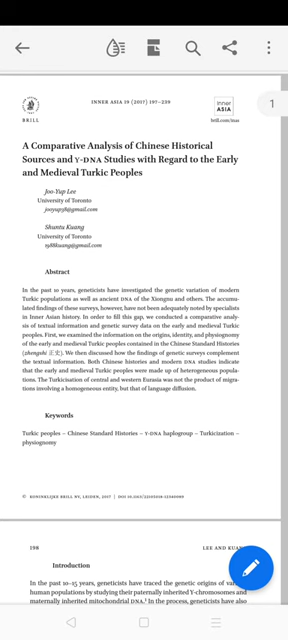 INNER ASIA 19 (2017) 197–239
Inner
ASIA
1
BRILL
brill.com/inas
A Comparative Analysis of Chinese Historical
Sources and Y-DNA Studies with Regard to the Early
and Medieval Turkic Peoples
Joo-Yup Lee
University of Toronto
Shuntu Kuang
University of Toronto
Abstract
In the past 10 years, geneticists have investigated the genetic variation of modern
Turkic populations as well as ancient DNA of the Xiongnu and others. The accumu-
lated findings of these surveys, however, have not been adequately noted by specialists
in Inner Asian history. In order to fill this gap, we conducted a comparative analy-
sis of textual information and genetic survey data on the early and medieval Turkic
peoples. First, we examined the information on the origins, identity, and physiognomy
of the early and medieval Turkic peoples contained in the Chinese Standard Histories
(zhengshi 正史). We then discussed how the findings of genetic surveys complement
the textual information. Both Chinese histories and modern DNA studies indicate
that the early and medieval Turkic peoples were made up of heterogeneous popula-
tions. The Turkicisation of central and western Eurasia was not the product of migra-
tions involving a homogeneous entity, but that of language diffusion.
Keywords
Turkic peoples – Chinese Standard Histories – Y-DNA haplogroup – Turkicization –
physiognomy
© KONINKLIJKE BRILL NV, LEIDEN, 2017 | DOI
198
LEE AND KUAN
Introduction
In the past 10–15 years, geneticists have traced the genetic origins of
human populations by studying their paternally inherited Y-chromosomes and
maternally inherited mitochondrial DNA.¹ In the process, geneticists have also